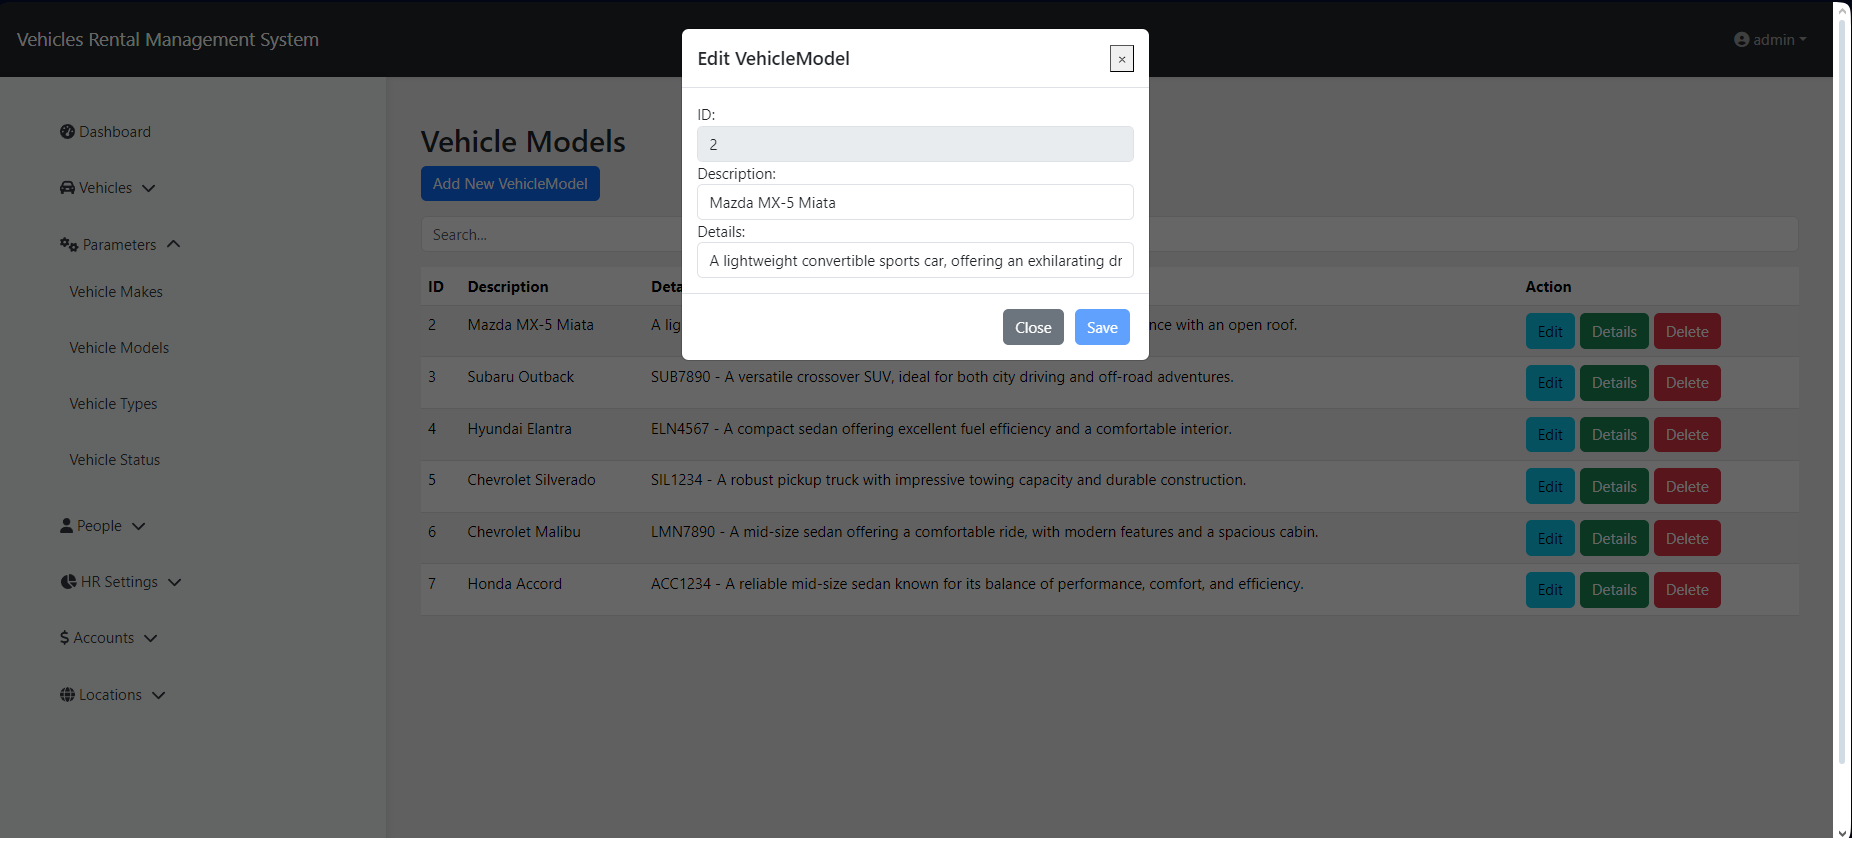 Vehicles Rental Management System
admin
Dashboard
Vehicles
Parameters
Vehicle Makes
Vehicle Models
Vehicle Types
Vehicle Status
People
HR Settings
$ Accounts
Locations
Vehicle Models
Add New VehicleModel
Search...
ID Description Deta Action
2 Mazda MX-5 Miata A lig nce with an open roof. Edit Details Delete
3 Subaru Outback SUB7890 - A versatile crossover SUV, ideal for both city driving and off-road adventures. Edit Details Delete
4 Hyundai Elantra ELN4567 - A compact sedan offering excellent fuel efficiency and a comfortable interior. Edit Details Delete
5 Chevrolet Silverado SIL1234 - A robust pickup truck with impressive towing capacity and durable construction. Edit Details Delete
6 Chevrolet Malibu LMN7890 - A mid-size sedan offering a comfortable ride, with modern features and a spacious cabin. Edit Details Delete
7 Honda Accord ACC1234 - A reliable mid-size sedan known for its balance of performance, comfort, and efficiency. Edit Details Delete
Edit VehicleModel ×
ID:
2
Description:
Mazda MX-5 Miata
Details:
A lightweight convertible sports car, offering an exhilarating dr
Close Save